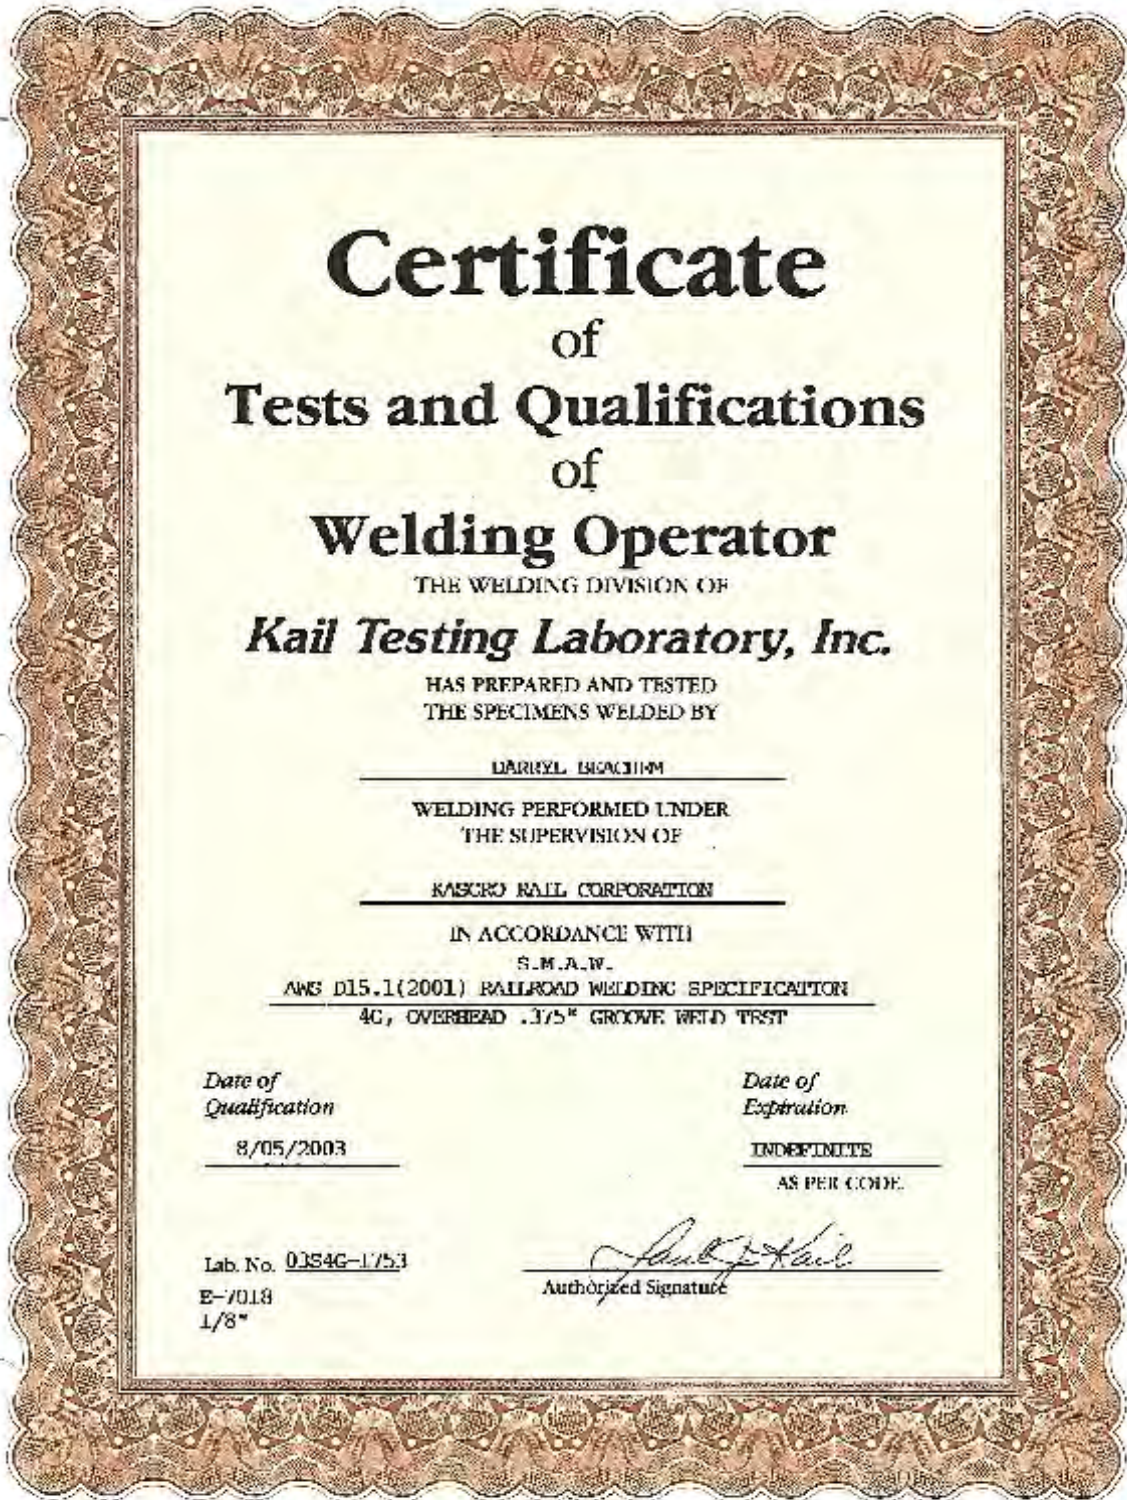 Certificate
of
Tests and Qualifications
of
Welding Operator
THE WELDING DIVISION OF
Kail Testing Laboratory, Inc.
HAS PREPARED AND TESTED
THE SPECIMENS WELDED BY
DARRYL BEACHEM
WELDING PERFORMED UNDER
THE SUPERVISION OF
KASGRO RAIL CORPORATION
IN ACCORDANCE WITH
S.M.A.W.
AWS D15.1(2001) RAILROAD WELDING SPECIFICATION
4G, OVERHEAD .375" GROOVE WELD TEST
Date of
Qualification
Date of
Expiration
8/05/2003
INDEFINITE
AS PER CODE
Lab. No. 03S4G-1753
Authorized Signature
E-7018
1/8"